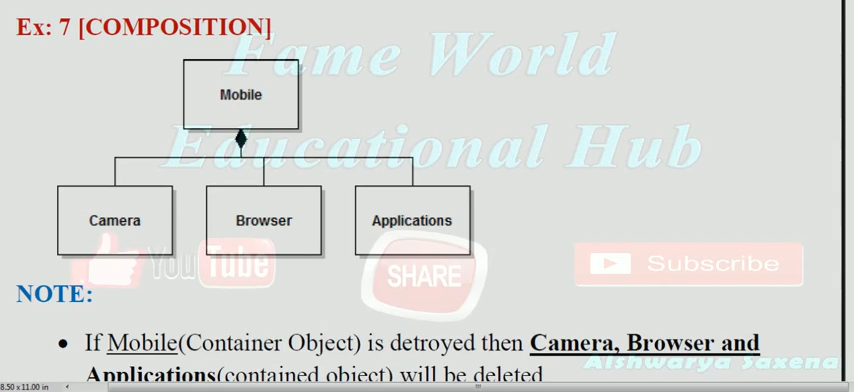 Ex: 7 [COMPOSITION]
Fame World
Mobile
Educational Hub
Camera
Browser
Applications
YouTube
SHARE
Subscribe
NOTE:
• If Mobile(Container Object) is detroyed then Camera, Browser and
Aishwarya Saxena
Applications(contained object) will be deleted
8.50 x 11.00 in